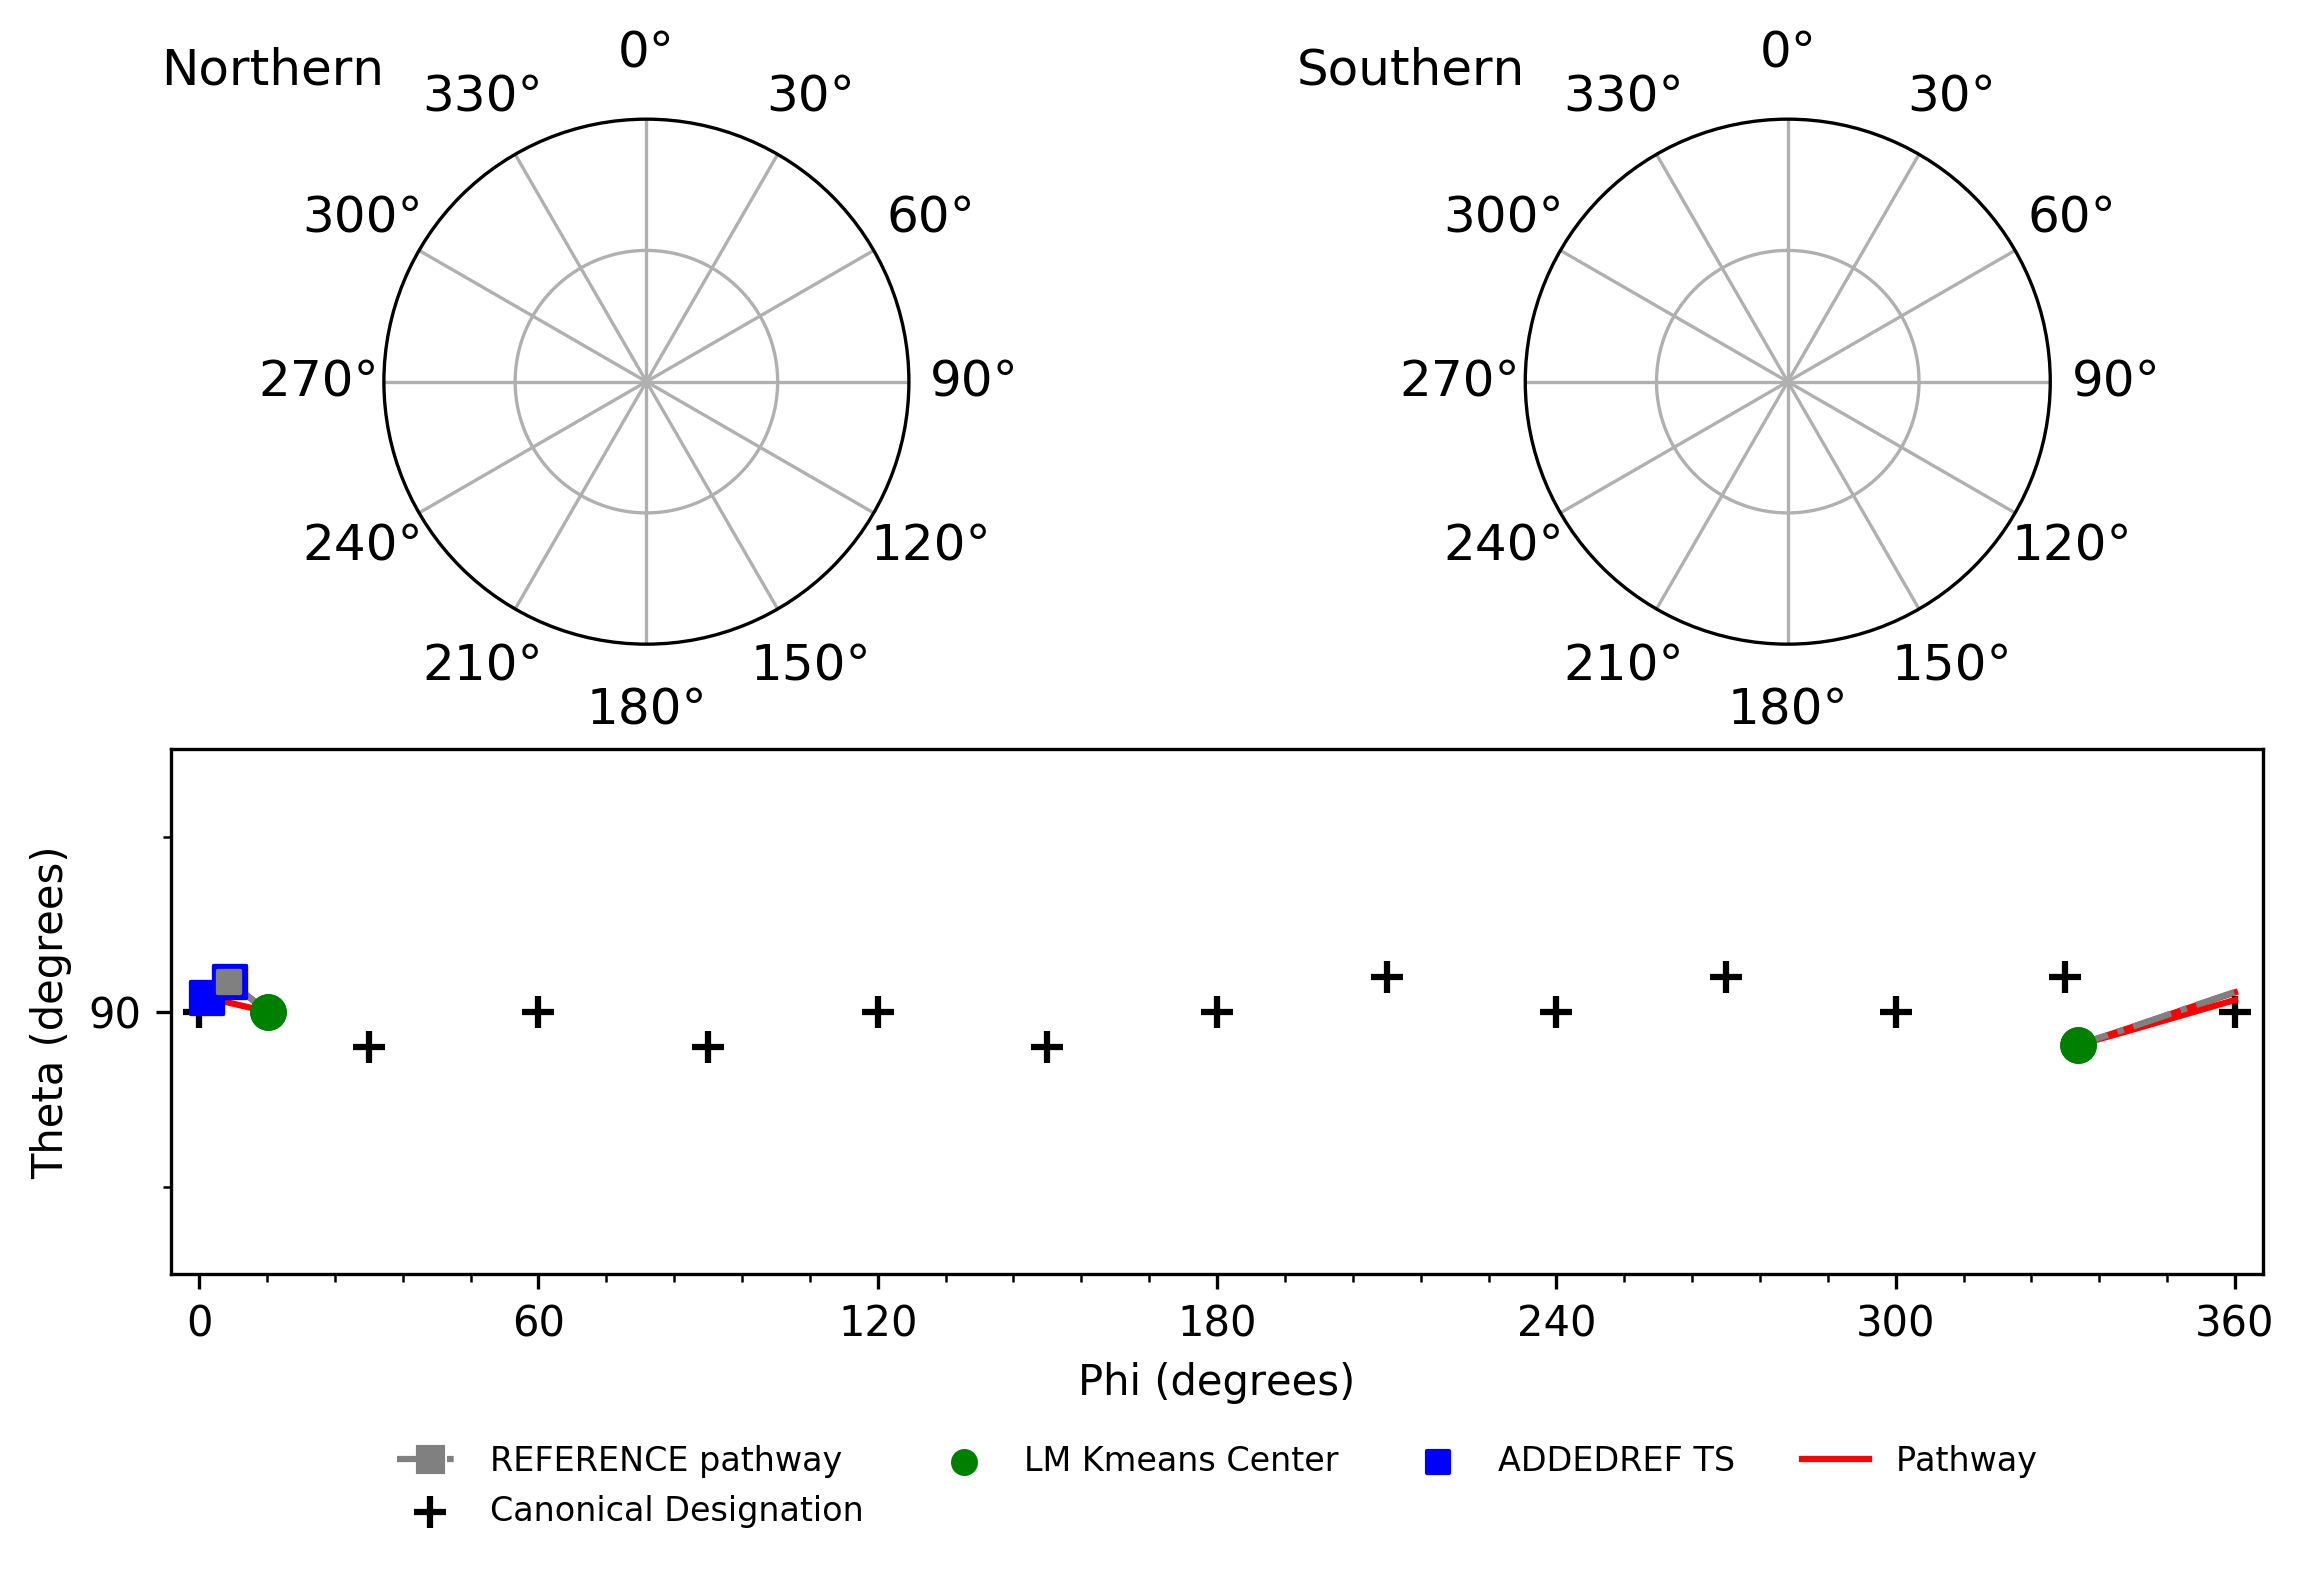 Northern
0°
30°
60°
90°
120°
150°
180°
210°
240°
270°
300°
330°
Southern
0°
30°
60°
90°
120°
150°
180°
210°
240°
270°
300°
330°
Theta (degrees)
90
0 60 120 180 240 300 360
Phi (degrees)
REFERENCE pathway
Canonical Designation
LM Kmeans Center
ADDEDREF TS
Pathway